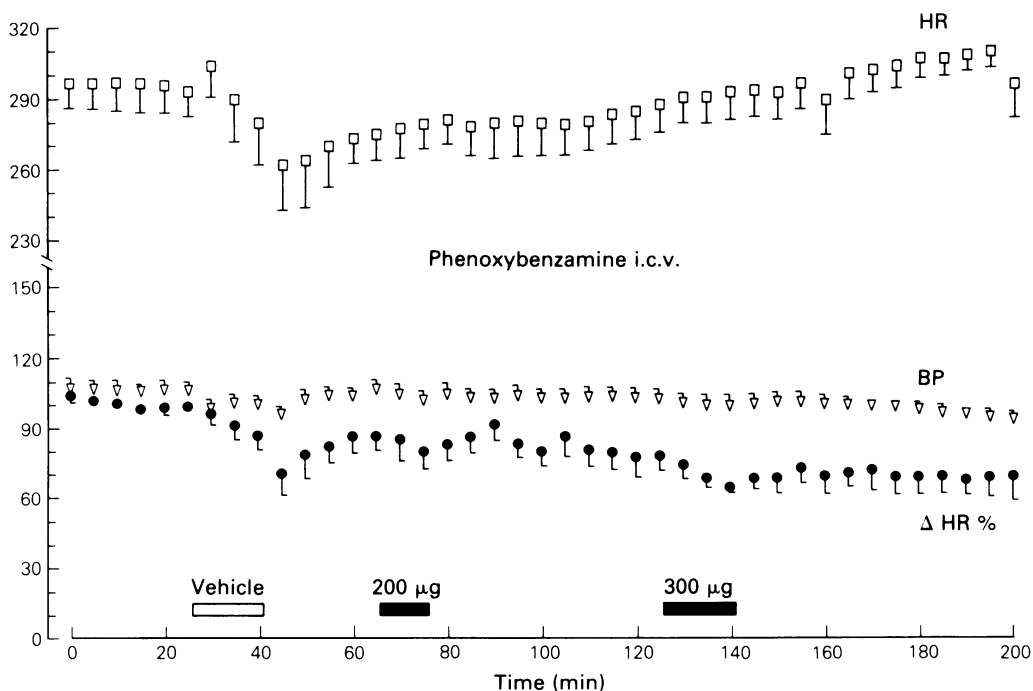 320
HR
290
260
230
Phenoxybenzamine i.c.v.
150
120
BP
90
60
Δ HR %
30
Vehicle
200 μg
300 μg
0
0 20 40 60 80 100 120 140 160 180 200
Time (min)